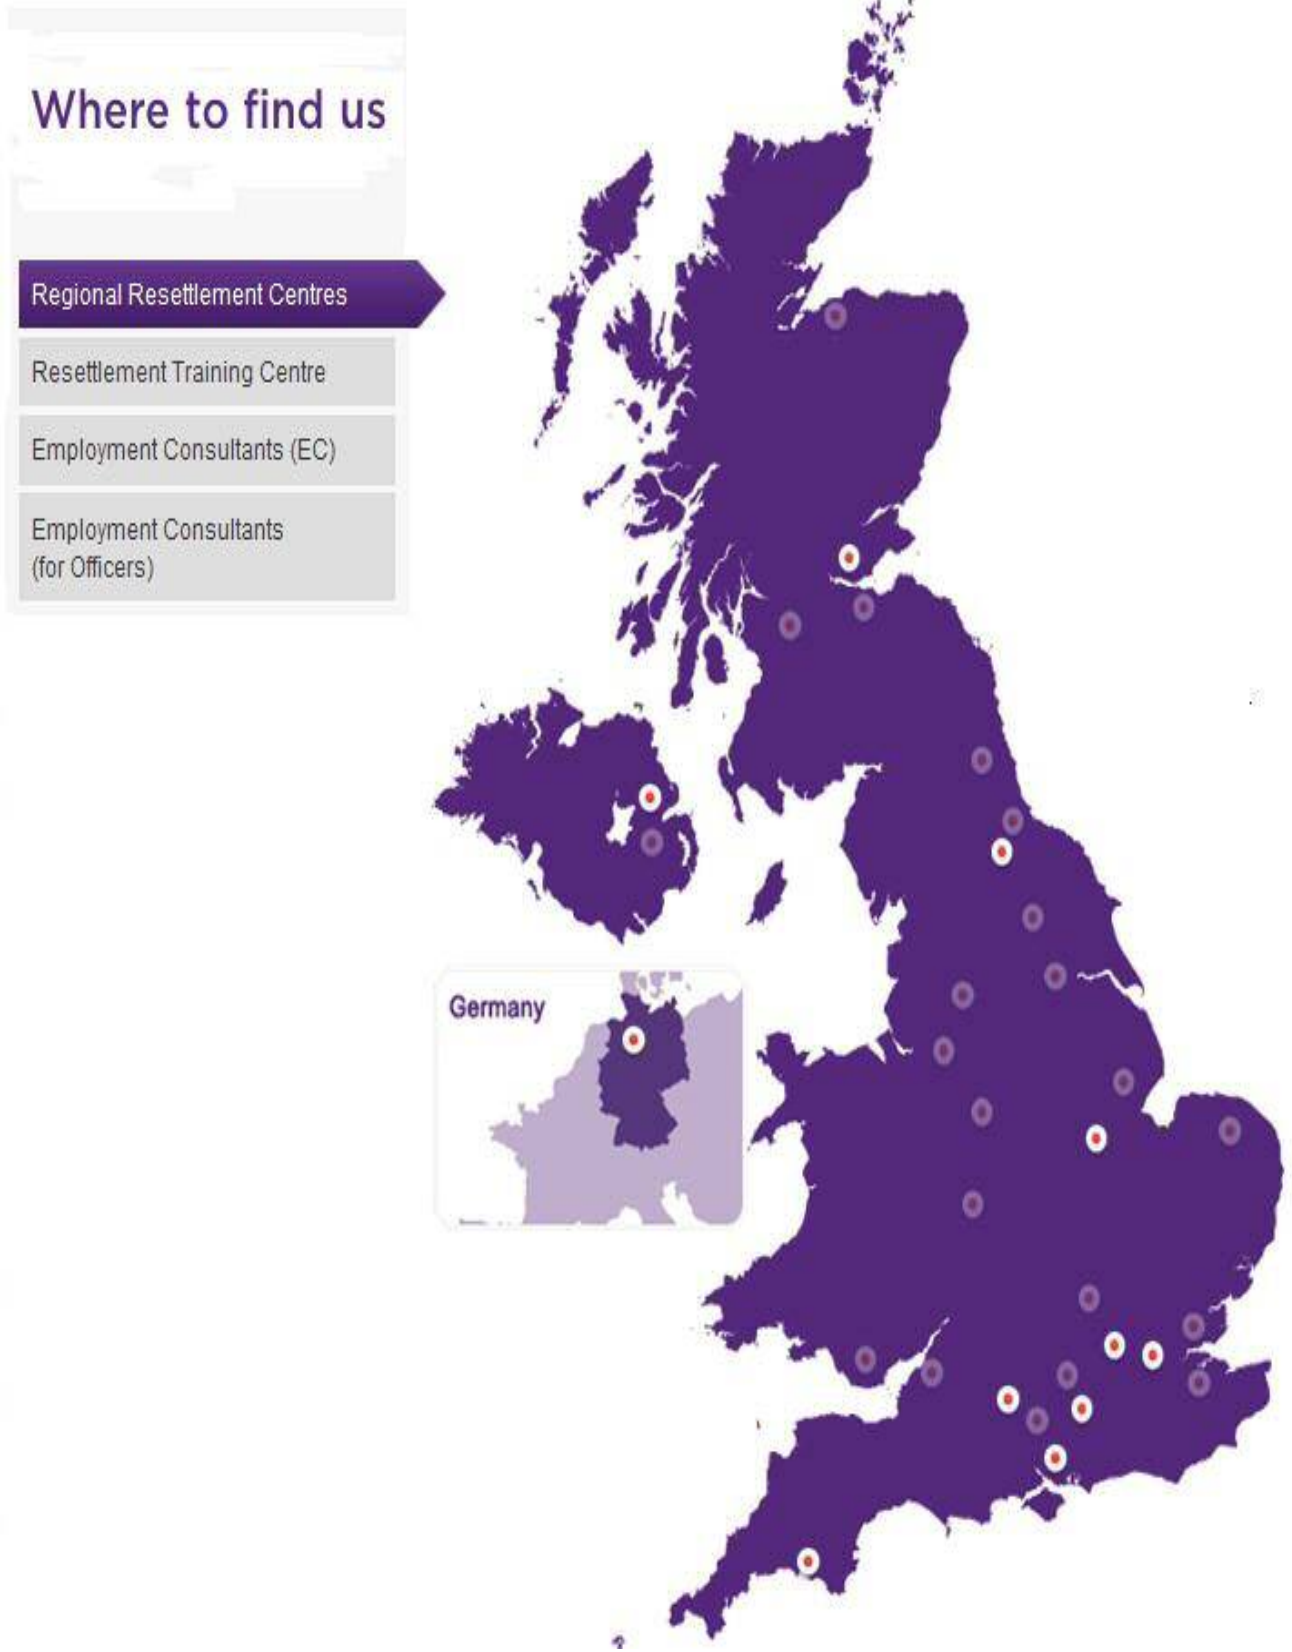 Where to find us
Regional Resettlement Centres
Resettlement Training Centre
Employment Consultants (EC)
Employment Consultants
(for Officers)
Germany